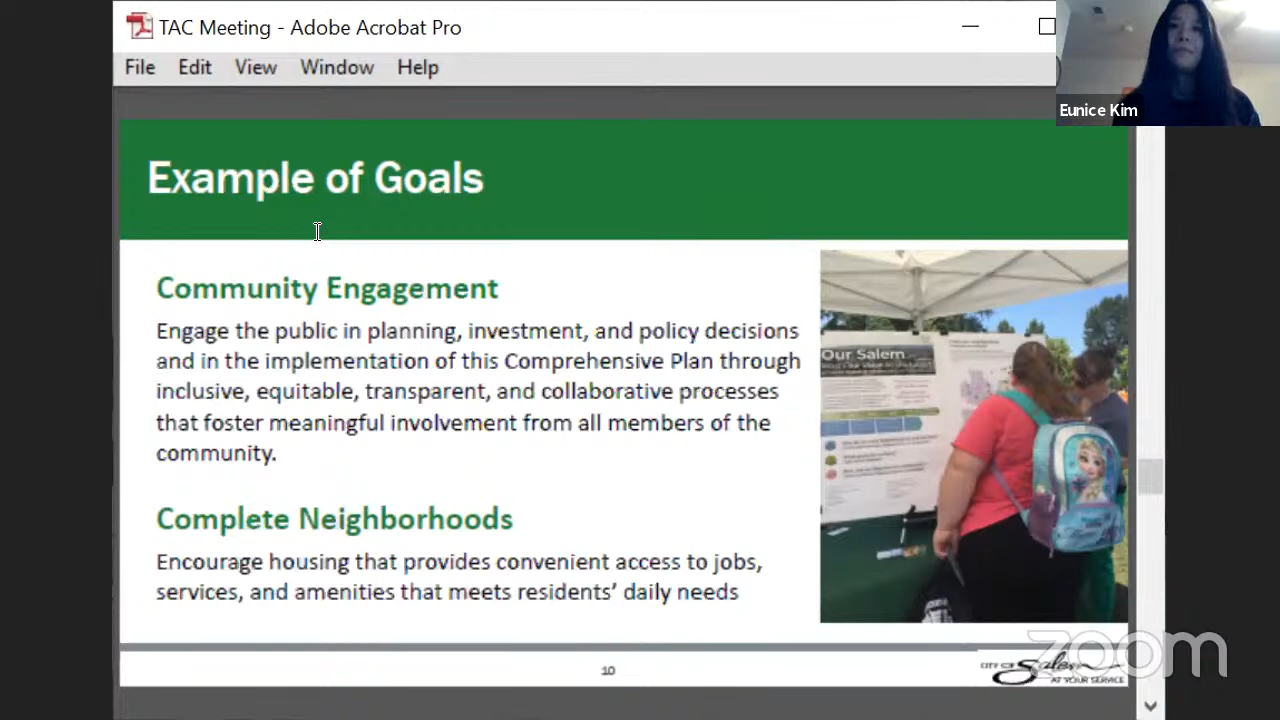 TAC Meeting - Adobe Acrobat Pro
File Edit View Window Help
Eunice Kim
Example of Goals
Community Engagement
Engage the public in planning, investment, and policy decisions
and in the implementation of this Comprehensive Plan through
inclusive, equitable, transparent, and collaborative processes
that foster meaningful involvement from all members of the
community.
Complete Neighborhoods
Encourage housing that provides convenient access to jobs,
services, and amenities that meets residents' daily needs
Our Salem
10
CITY OF Salem
AT YOUR SERVICE
zoom